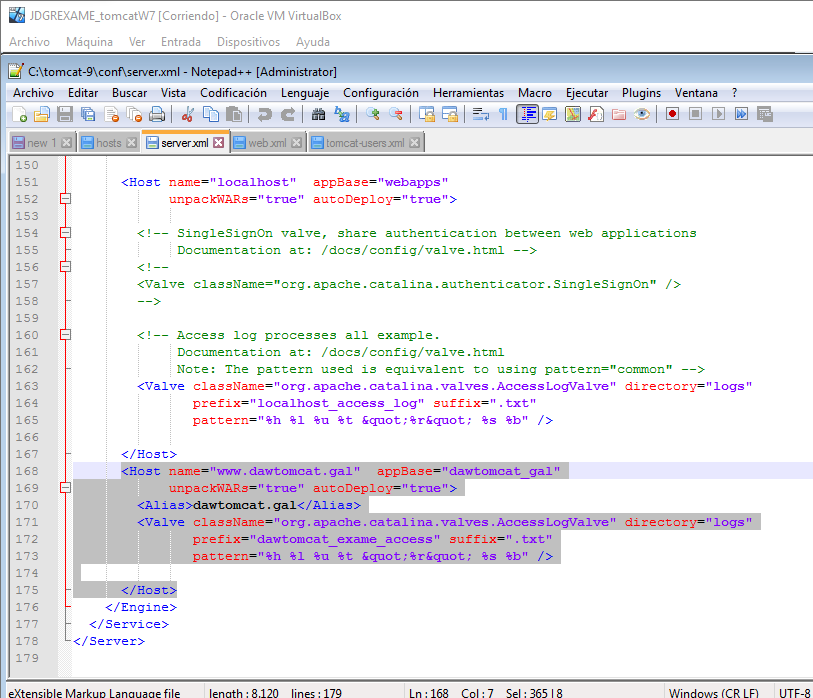 JDGREXAME_tomcatW7 [Corriendo] - Oracle VM VirtualBox
Archivo Máquina Ver Entrada Dispositivos Ayuda
C:\tomcat-9\conf\server.xml - Notepad++ [Administrator]
Archivo Editar Buscar Vista Codificación Lenguaje Configuración Herramientas Macro Ejecutar Plugins Ventana ?
new 1 hosts server.xml web.xml tomcat-users.xml
150
151 <Host name="localhost" appBase="webapps"
152 unpackWARs="true" autoDeploy="true">
153
154 <!-- SingleSignOn valve, share authentication between web applications
155 Documentation at: /docs/config/valve.html -->
156 <!--
157 <Valve className="org.apache.catalina.authenticator.SingleSignOn" />
158 -->
159
160 <!-- Access log processes all example.
161 Documentation at: /docs/config/valve.html
162 Note: The pattern used is equivalent to using pattern="common" -->
163 <Valve className="org.apache.catalina.valves.AccessLogValve" directory="logs"
164 prefix="localhost_access_log" suffix=".txt"
165 pattern="%h %l %u %t &quot;%r&quot; %s %b" />
166
167 </Host>
168 <Host name="www.dawtomcat.gal" appBase="dawtomcat_gal"
169 unpackWARs="true" autoDeploy="true">
170 <Alias>dawtomcat.gal</Alias>
171 <Valve className="org.apache.catalina.valves.AccessLogValve" directory="logs"
172 prefix="dawtomcat_exame_access" suffix=".txt"
173 pattern="%h %l %u %t &quot;%r&quot; %s %b" />
174
175 </Host>
176 </Engine>
177 </Service>
178 </Server>
179
eXtensible Markup Language file length : 8.120 lines : 179 Ln : 168 Col : 7 Sel : 365 | 8 Windows (CR LF) UTF-8